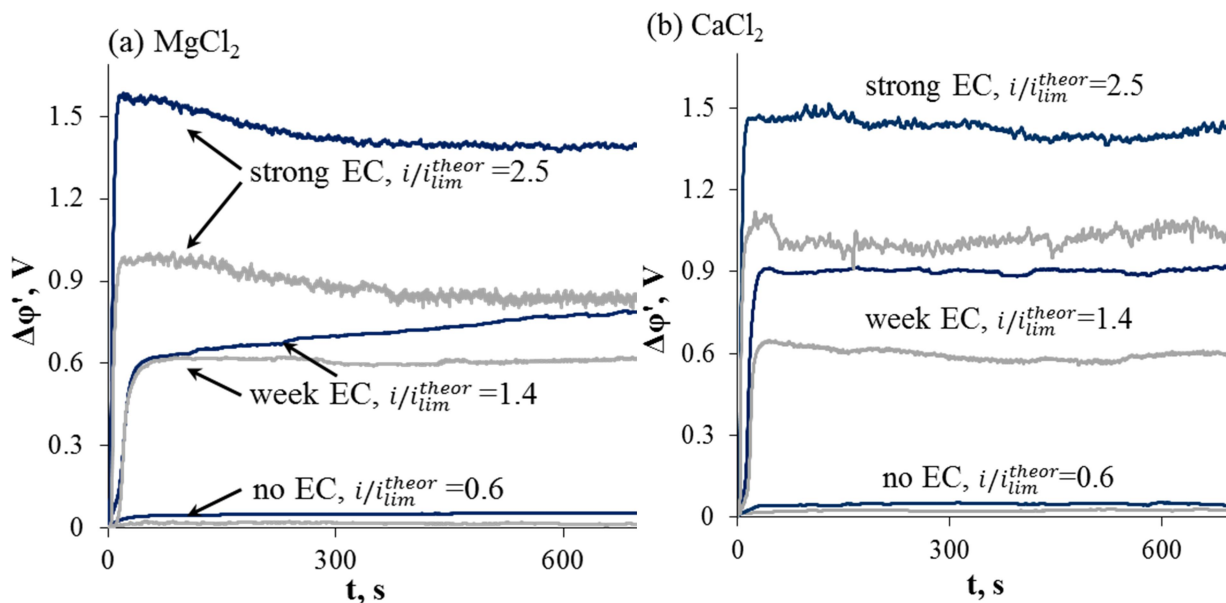 (a) MgCl₂
Δφ', V
1.5
1.2
0.9
0.6
0.3
0
strong EC, i/i_lim^theor=2.5
week EC, i/i_lim^theor=1.4
no EC, i/i_lim^theor=0.6
0
300
600
t, s
(b) CaCl₂
Δφ', V
1.5
1.2
0.9
0.6
0.3
0
strong EC, i/i_lim^theor=2.5
week EC, i/i_lim^theor=1.4
no EC, i/i_lim^theor=0.6
0
300
600
t, s